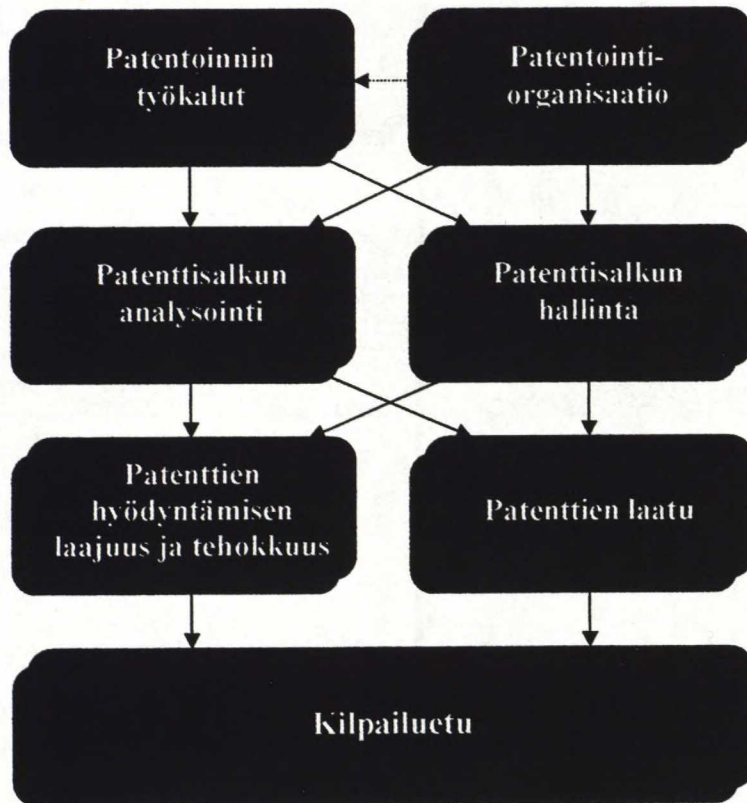 Patentoinnin
työkalut
Patentointi-
organisaatio
Patenttisalkun
analysointi
Patenttisalkun
hallinta
Patenttien
hyödyntämisen
laajuus ja tehokkuus
Patenttien laatu
Kilpailuetu